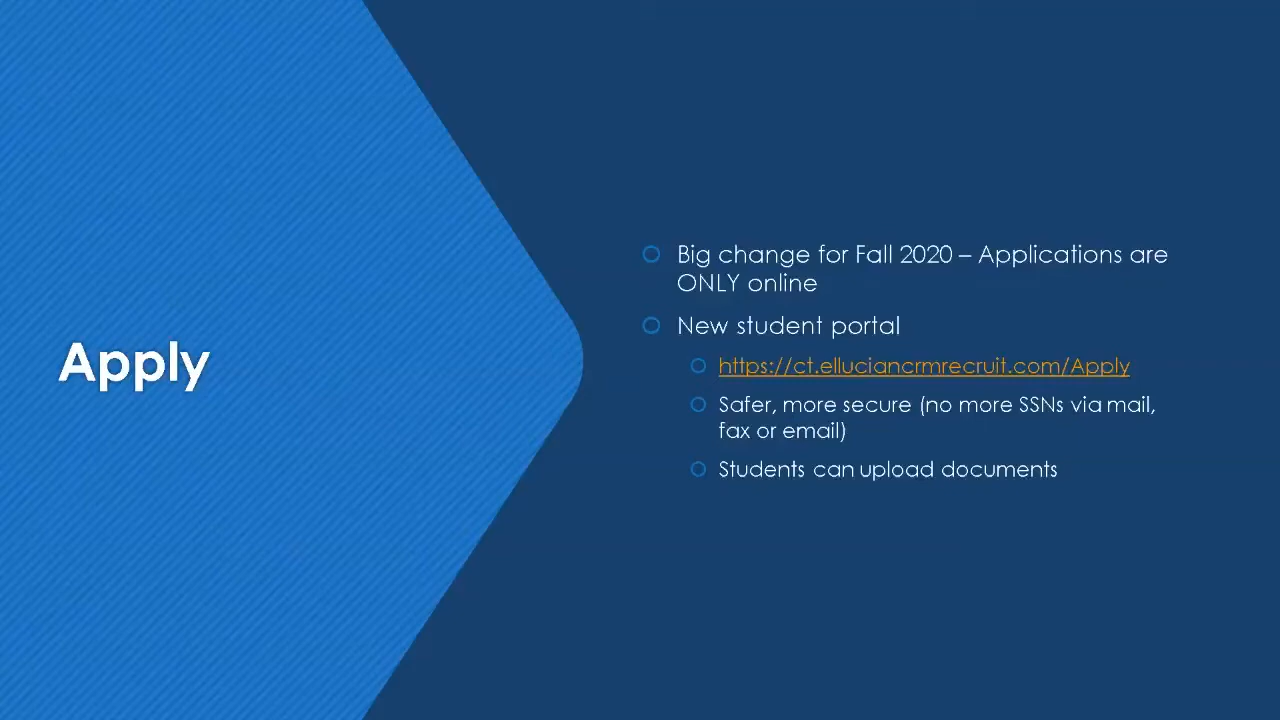 Apply
Big change for Fall 2020 – Applications are
ONLY online
New student portal
https://ct.elluciancrmrecruit.com/Apply
Safer, more secure (no more SSNs via mail,
fax or email)
Students can upload documents